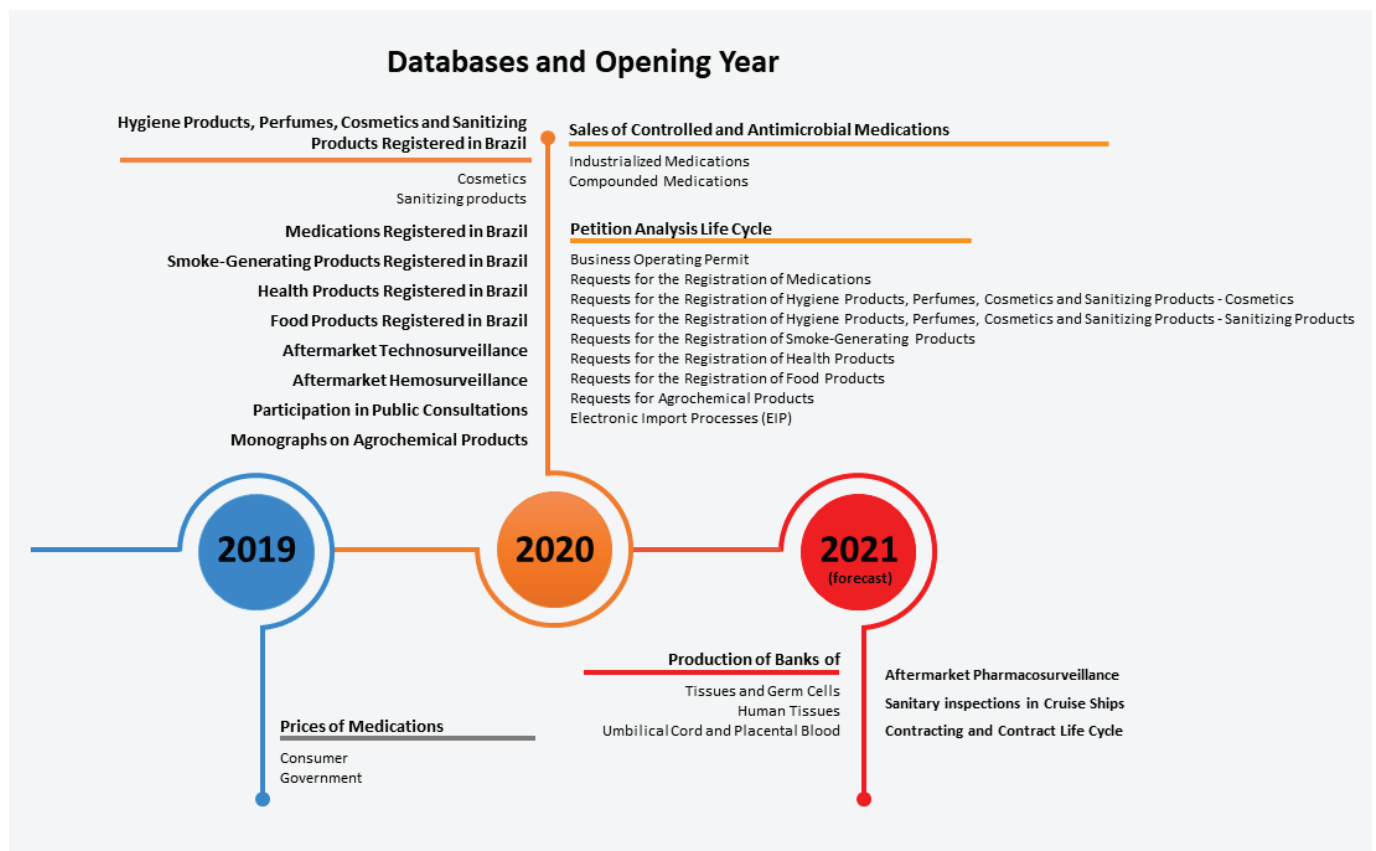 Databases and Opening Year
Hygiene Products, Perfumes, Cosmetics and Sanitizing
Products Registered in Brazil
Cosmetics
Sanitizing products
Medications Registered in Brazil
Smoke-Generating Products Registered in Brazil
Health Products Registered in Brazil
Food Products Registered in Brazil
Aftermarket Technosurveillance
Aftermarket Hemosurveillance
Participation in Public Consultations
Monographs on Agrochemical Products
Sales of Controlled and Antimicrobial Medications
Industrialized Medications
Compounded Medications
Petition Analysis Life Cycle
Business Operating Permit
Requests for the Registration of Medications
Requests for the Registration of Hygiene Products, Perfumes, Cosmetics and Sanitizing Products - Cosmetics
Requests for the Registration of Hygiene Products, Perfumes, Cosmetics and Sanitizing Products - Sanitizing Products
Requests for the Registration of Smoke-Generating Products
Requests for the Registration of Health Products
Requests for the Registration of Food Products
Requests for Agrochemical Products
Electronic Import Processes (EIP)
2019
2020
2021
(forecast)
Prices of Medications
Consumer
Government
Production of Banks of
Tissues and Germ Cells
Human Tissues
Umbilical Cord and Placental Blood
Aftermarket Pharmacosurveillance
Sanitary inspections in Cruise Ships
Contracting and Contract Life Cycle